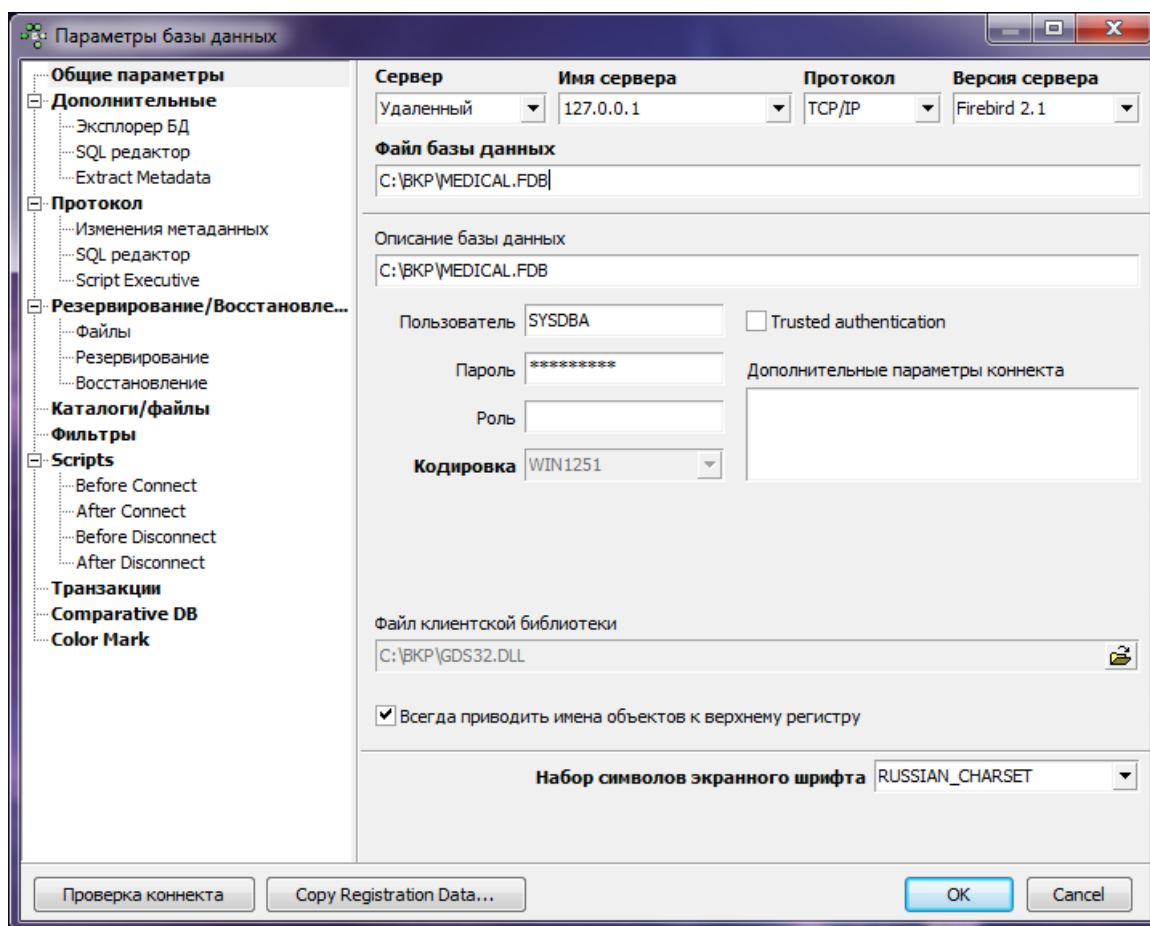 Параметры базы данных
Общие параметры
Дополнительные
Эксплорер БД
SQL редактор
Extract Metadata
Протокол
Изменения метаданных
SQL редактор
Script Executive
Резервирование/Восстановле...
Файлы
Резервирование
Восстановление
Каталоги/файлы
Фильтры
Scripts
Before Connect
After Connect
Before Disconnect
After Disconnect
Транзакции
Comparative DB
Color Mark
Сервер Имя сервера Протокол Версия сервера
Удаленный 127.0.0.1 TCP/IP Firebird 2.1
Файл базы данных
C:\BKP\MEDICAL.FDB
Описание базы данных
C:\BKP\MEDICAL.FDB
Пользователь SYSDBA Trusted authentication
Пароль ********* Дополнительные параметры коннекта
Роль
Кодировка WIN1251
Файл клиентской библиотеки
C:\BKP\GDS32.DLL
Всегда приводить имена объектов к верхнему регистру
Набор символов экранного шрифта RUSSIAN_CHARSET
Проверка коннекта Copy Registration Data... OK Cancel